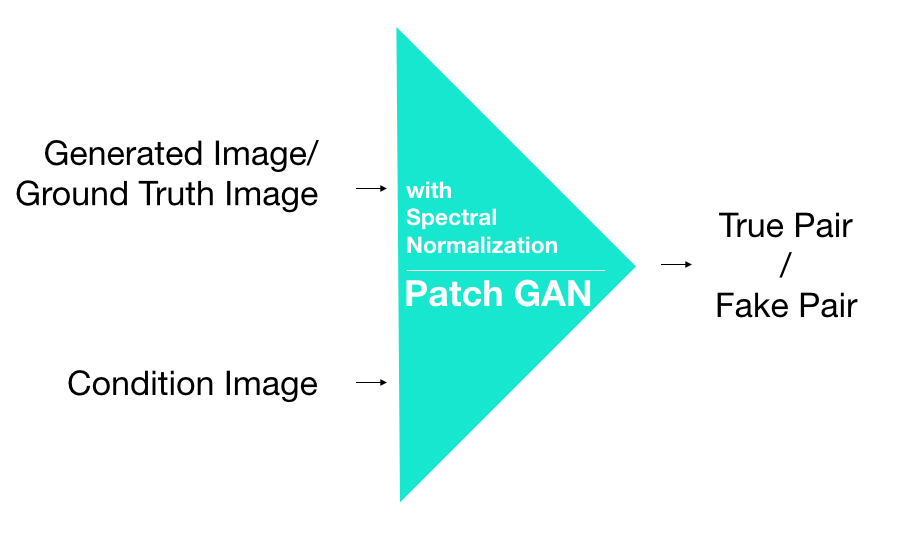 Generated Image/
Ground Truth Image
Condition Image
with
Spectral
Normalization
Patch GAN
True Pair
/
Fake Pair